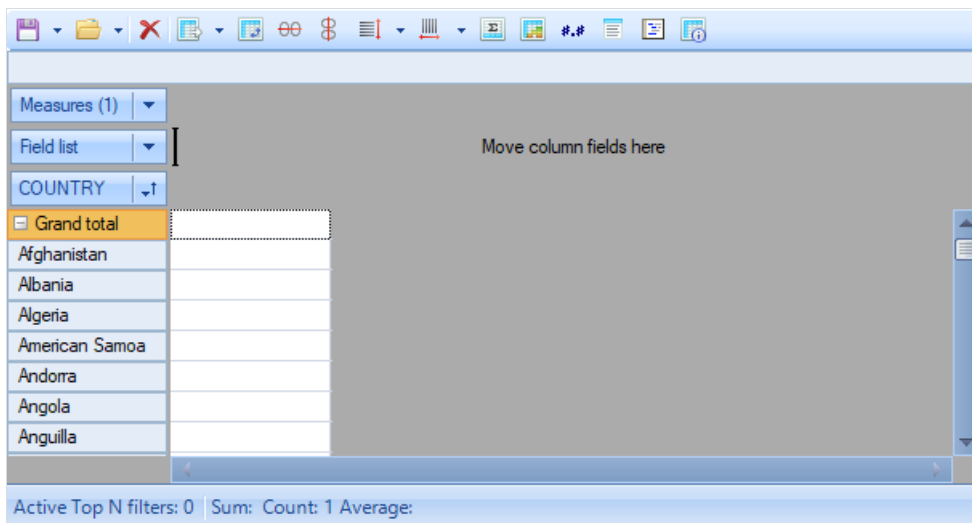 Σ #.#
Measures (1)
Field list Move column fields here
COUNTRY
Grand total
Afghanistan
Albania
Algeria
American Samoa
Andorra
Angola
Anguilla
Active Top N filters: 0 Sum: Count: 1 Average: